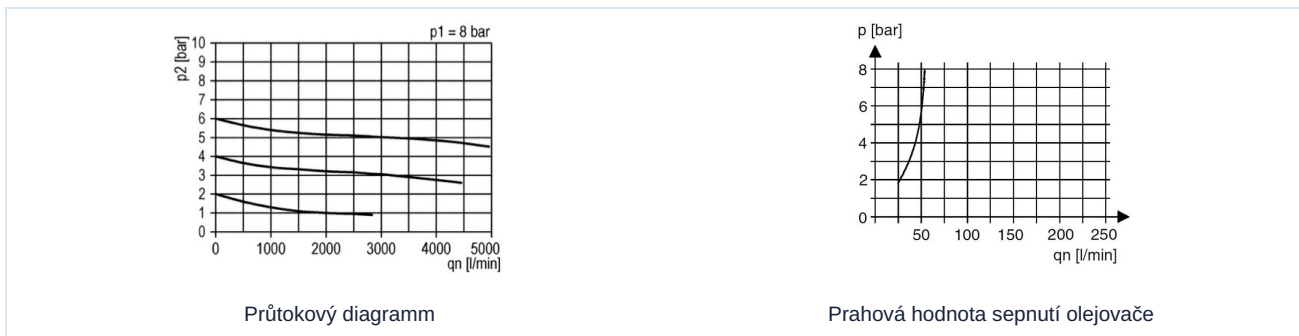 p1 = 8 bar
p2 [bar]
10
9
8
7
6
5
4
3
2
1
0
0 1000 2000 3000 4000 5000
qn [l/min]
Průtokový diagramm
p [bar]
8
6
4
2
0
50 100 150 200 250
qn [l/min]
Prahová hodnota sepnutí olejovače